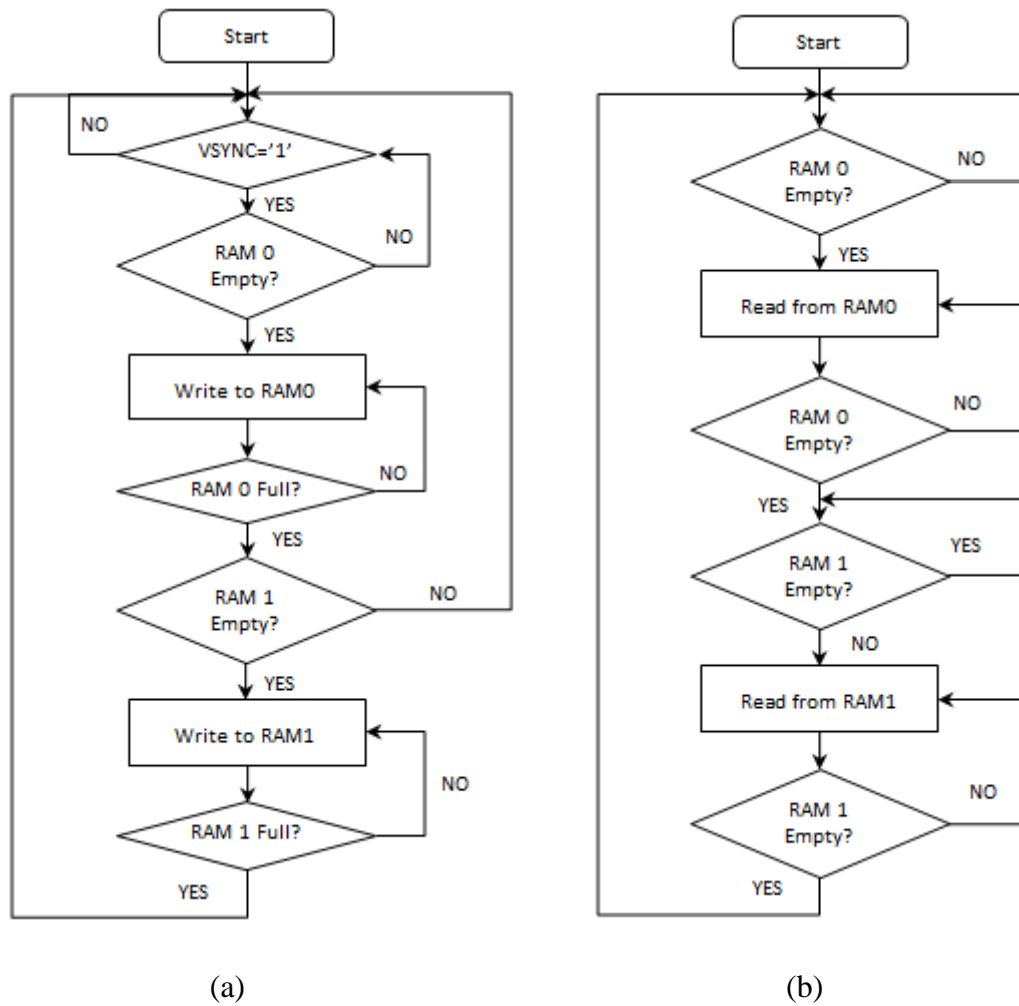 Start
NO
VSYNC=’1’
YES
RAM 0
Empty?
NO
YES
Write to RAM0
RAM 0 Full?
NO
YES
RAM 1
Empty?
NO
YES
Write to RAM1
NO
RAM 1 Full?
YES
(a)
Start
RAM 0
Empty?
NO
YES
Read from RAM0
RAM 0
Empty?
NO
YES
RAM 1
Empty?
YES
NO
Read from RAM1
RAM 1
Empty?
NO
YES
(b)